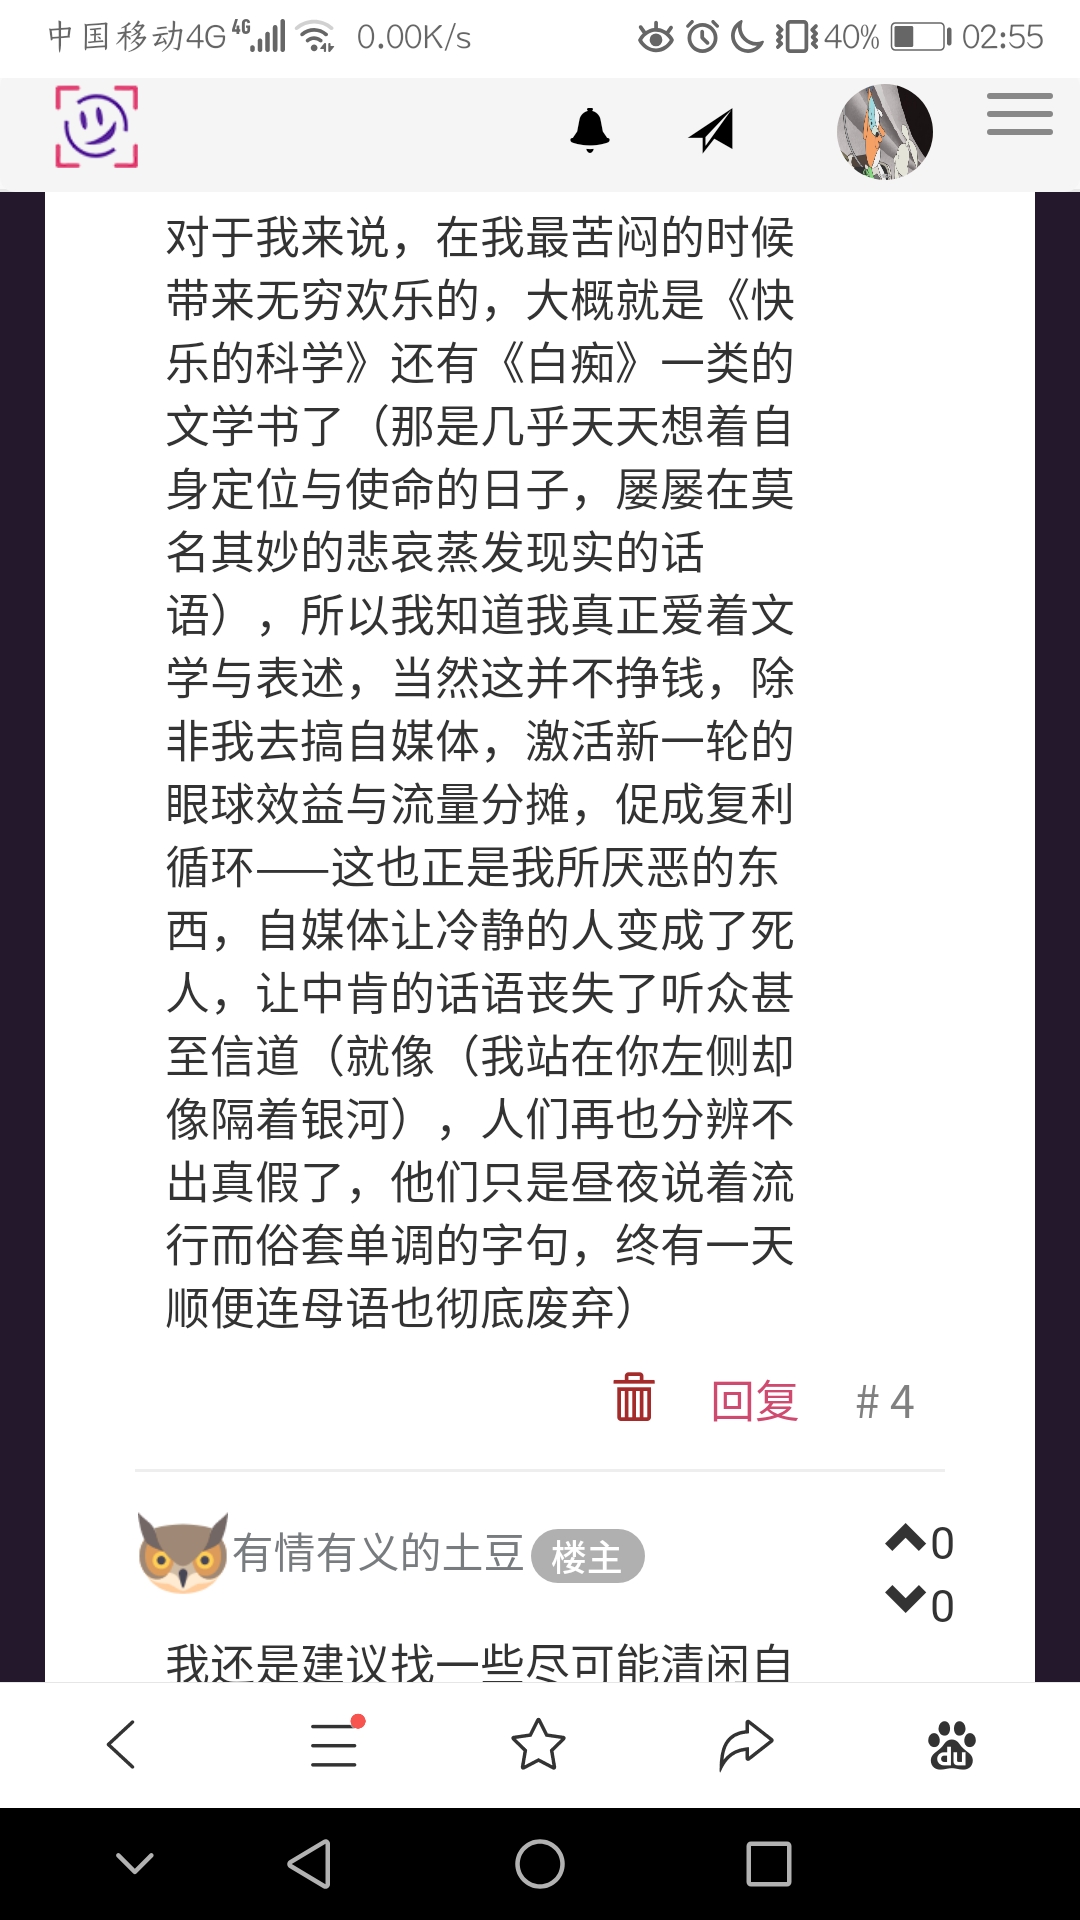 中国移动4G 4G 0.00K/s 40% 02:55
对于我来说，在我最苦闷的时候
带来无穷欢乐的，大概就是《快
乐的科学》还有《白痴》一类的
文学书了（那是几乎天天想着自
身定位与使命的日子，屡屡在莫
名其妙的悲哀蒸发现实的话
语），所以我知道我真正爱着文
学与表述，当然这并不挣钱，除
非我去搞自媒体，激活新一轮的
眼球效益与流量分摊，促成复利
循环——这也正是我所厌恶的东
西，自媒体让冷静的人变成了死
人，让中肯的话语丧失了听众甚
至信道（就像（我站在你左侧却
像隔着银河），人们再也分辨不
出真假了，他们只是昼夜说着流
行而俗套单调的字句，终有一天
顺便连母语也彻底废弃）
回复 # 4
有情有义的土豆 楼主 0
0
我还是建议找一些尽可能清闲自
du